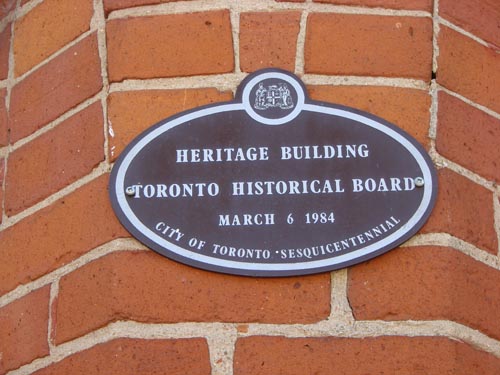 HERITAGE BUILDING
TORONTO HISTORICAL BOARD
MARCH 6 1984
CITY OF TORONTO · SESQUICENTENNIAL